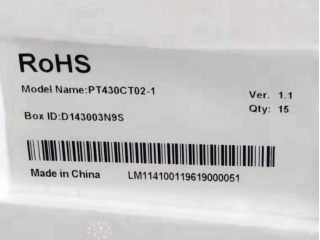 RoHS
Model Name:PT430CT02-1
Ver. 1.1
Qty: 15
Box ID:D143003N9S
Made in China LM114100119619000051